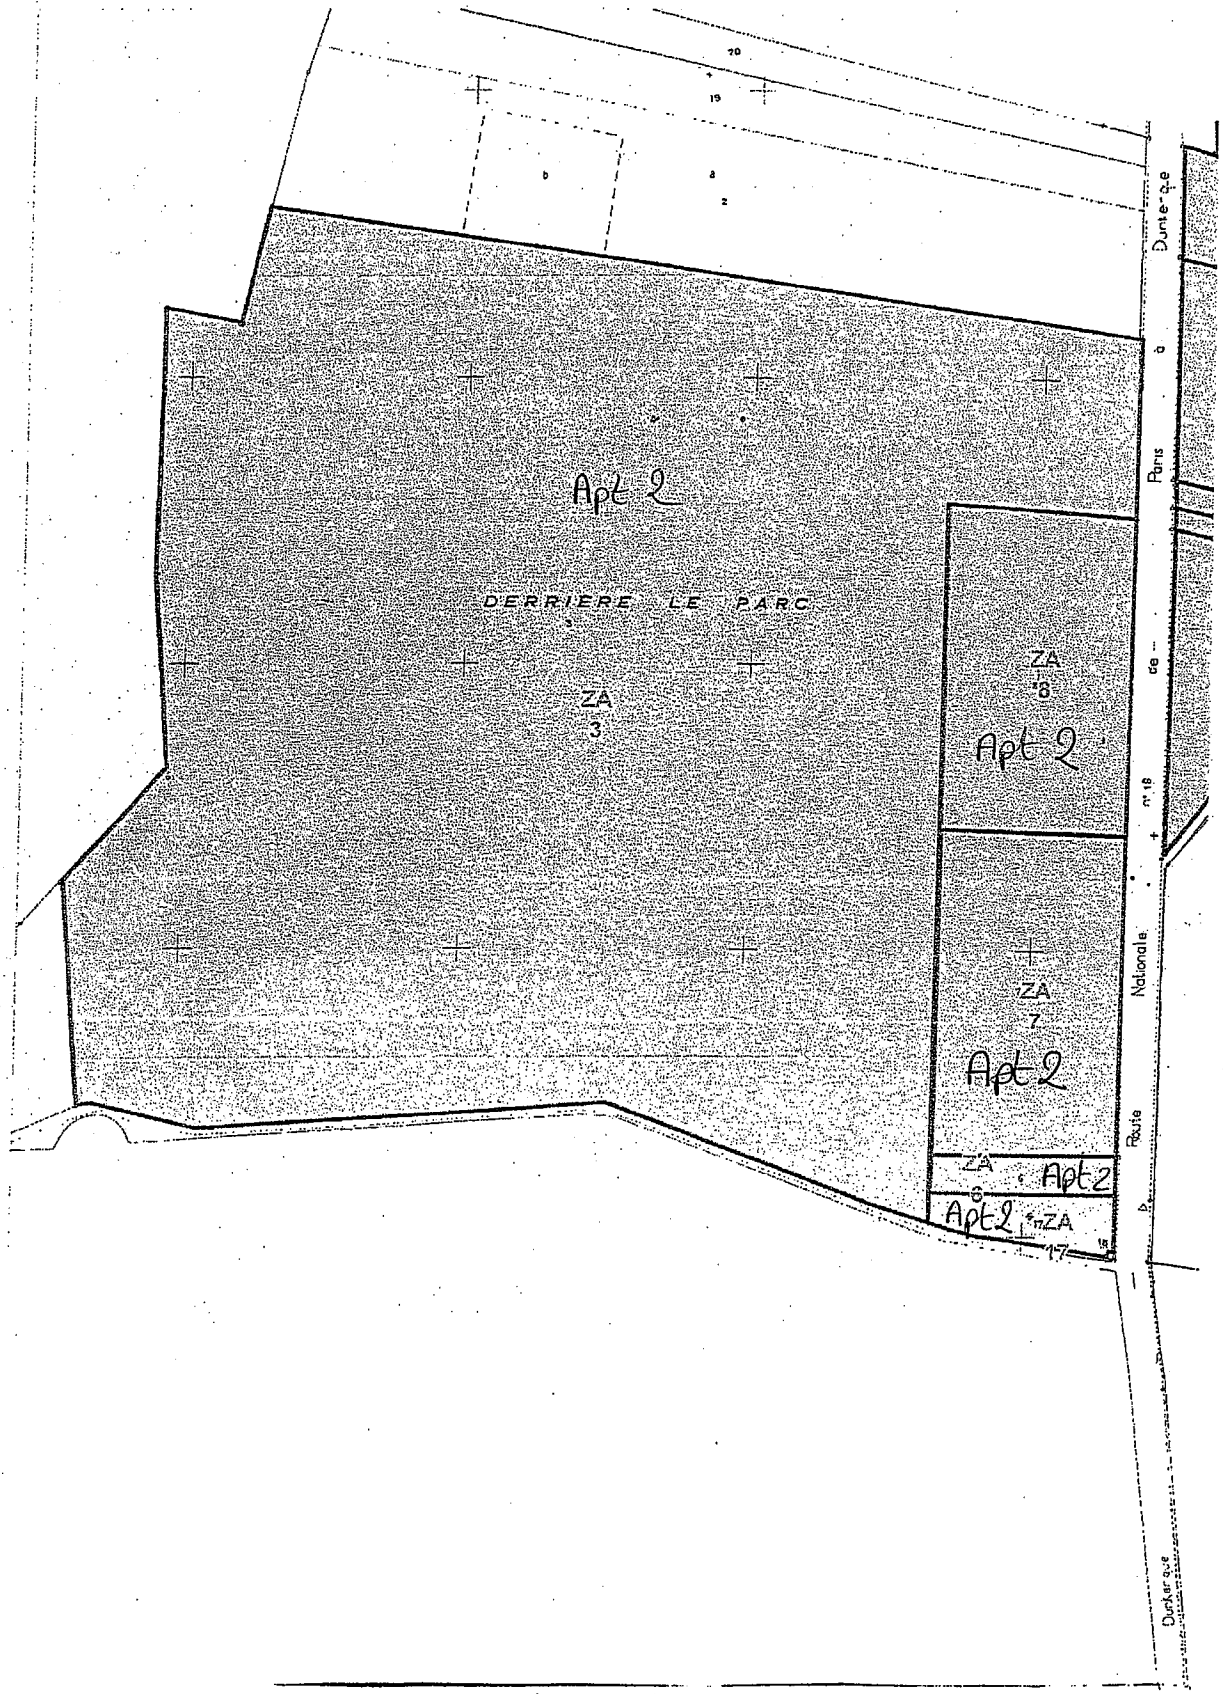 20
19
b
a
2
Apt 2
DERRIERE LE PARC
ZA
3
ZA
8
Apt 2
ZA
7
Apt 2
ZA
6
Apt 2
Apt 2
ZA
17
18
Route Nationale n° 16 de Paris à Dunkerque
Dunkerque